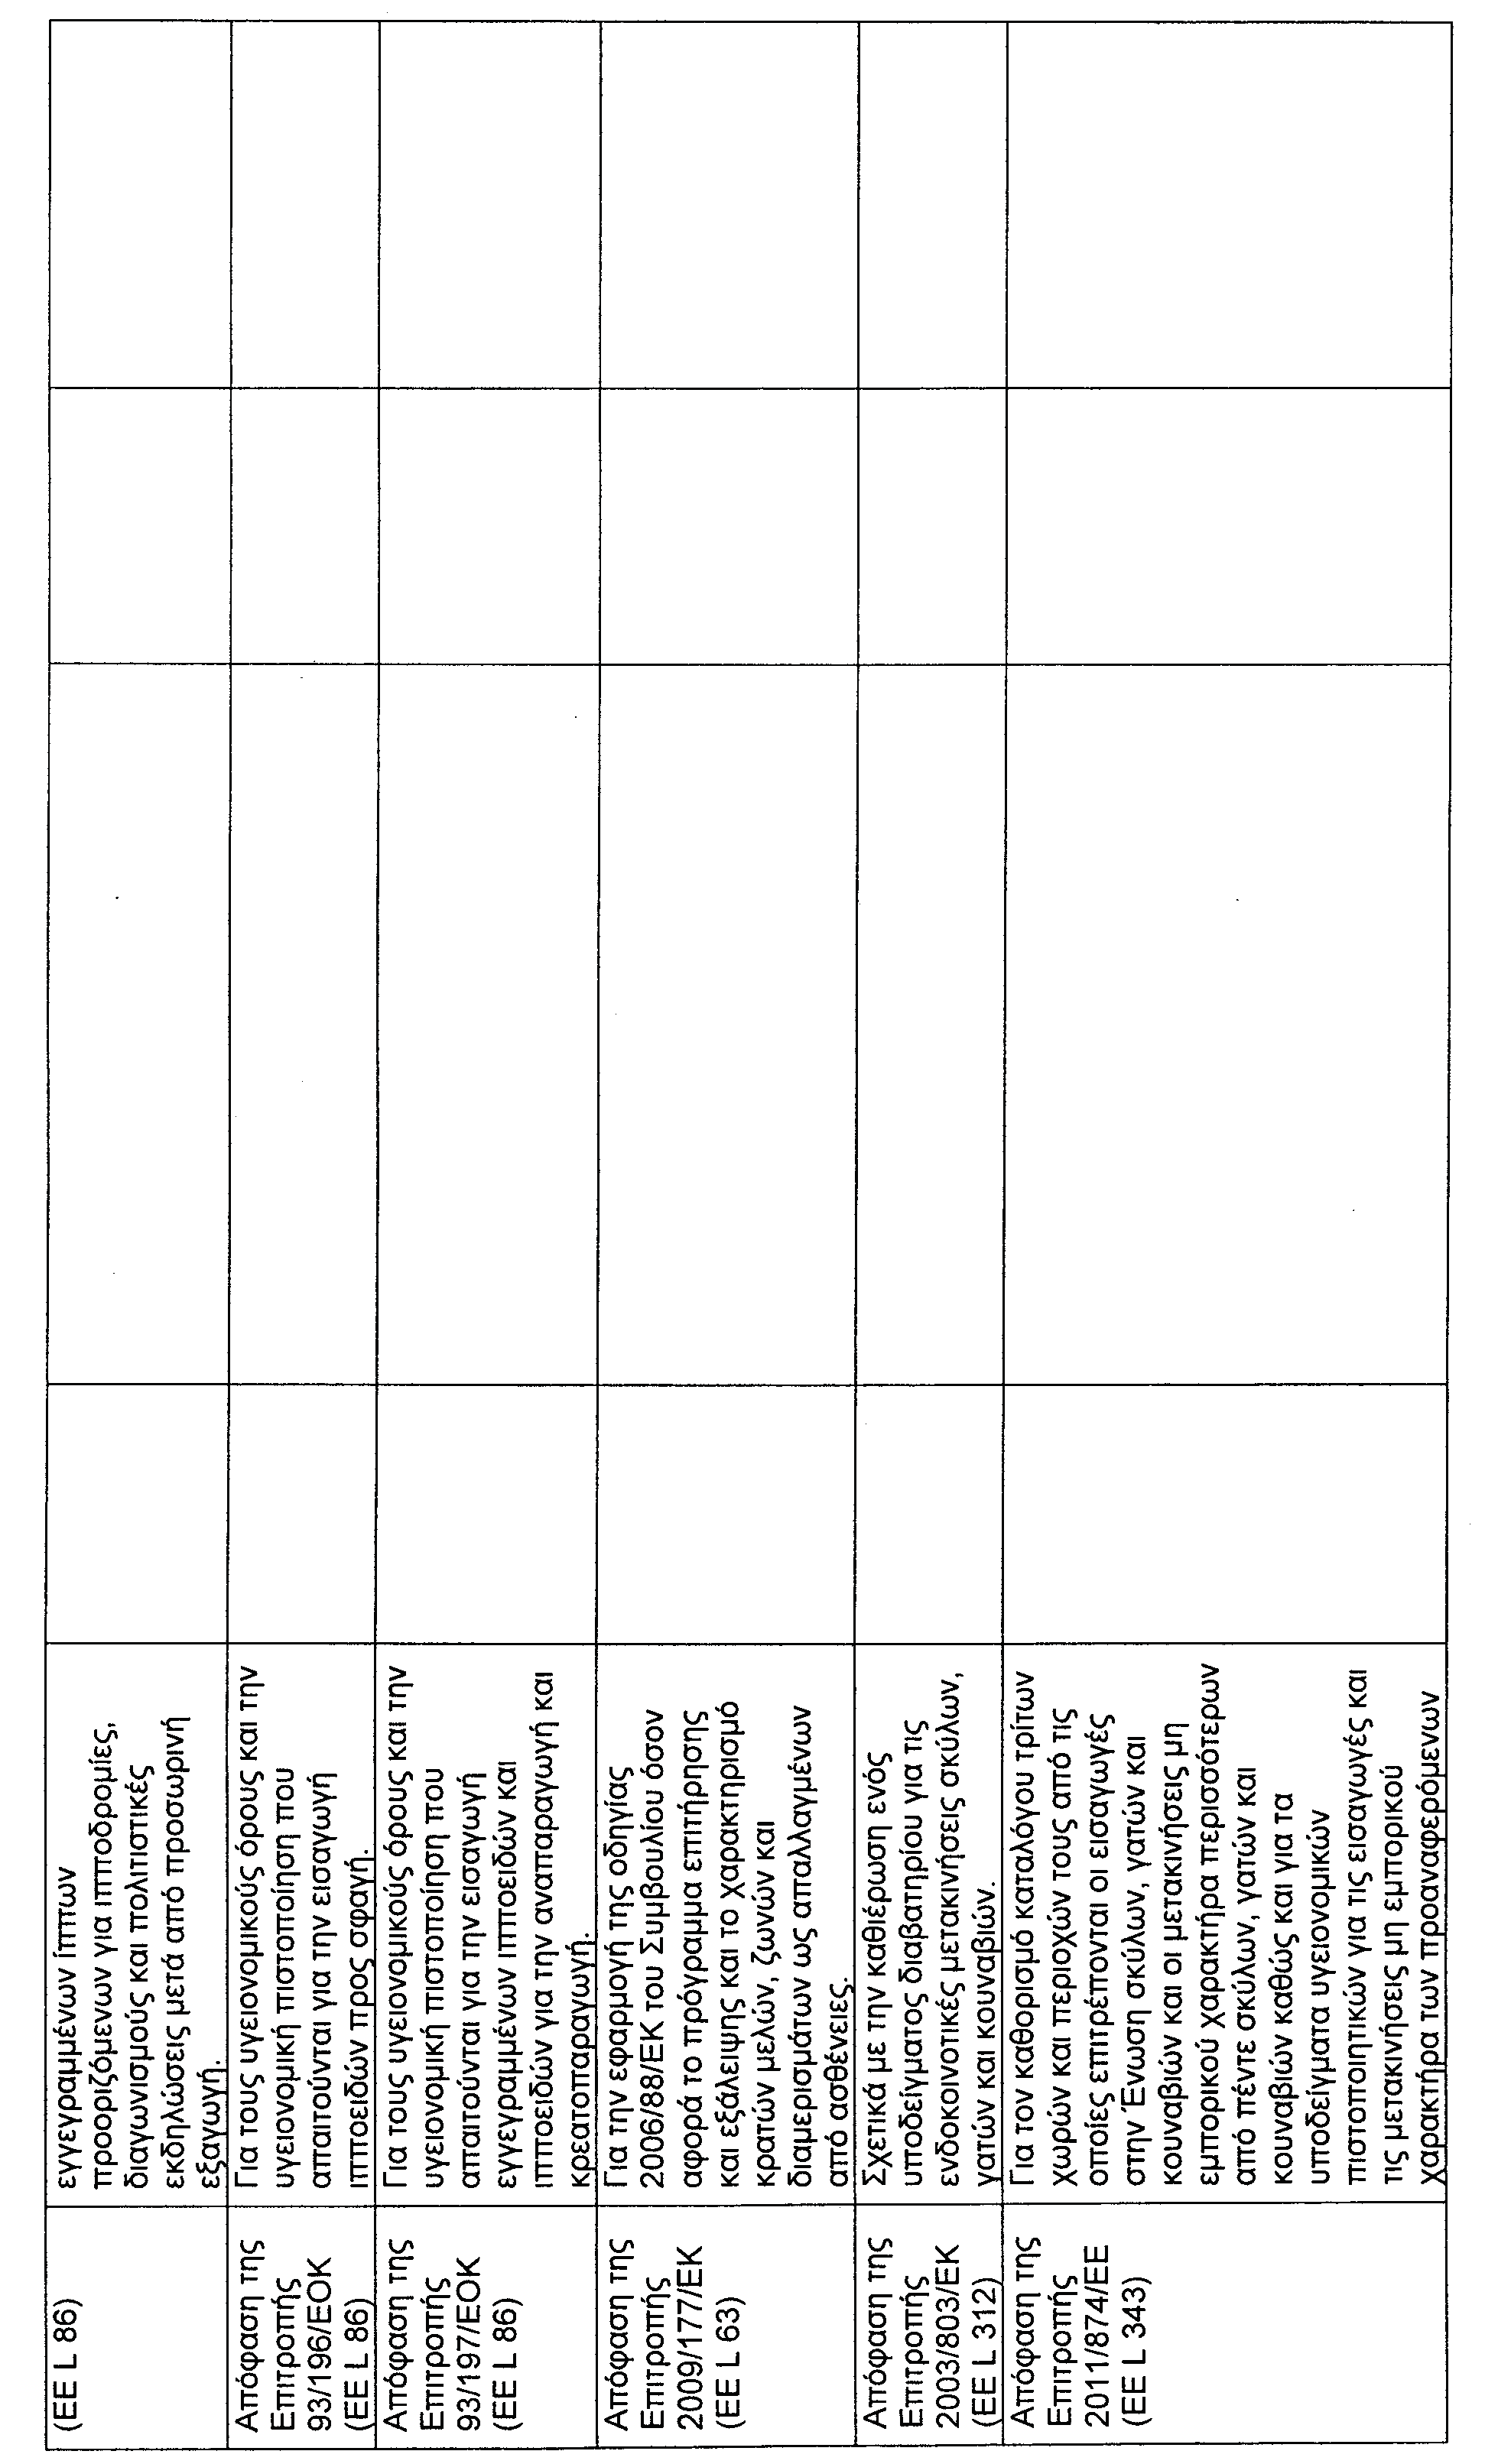 (ΕΕ L 86)
εγγεγραμμένων ίππων
προοριζόμενων για ιπποδρομίες,
διαγωνισμούς και πολιτιστικές
εκδηλώσεις μετά από προσωρινή
εξαγωγή.
Απόφαση της
Επιτροπής
93/196/ΕΟΚ
(ΕΕ L 86)
Για τους υγειονομικούς όρους και την
υγειονομική πιστοποίηση που
απαιτούνται για την εισαγωγή
ιπποειδών προς σφαγή.
Απόφαση της
Επιτροπής
93/197/ΕΟΚ
(ΕΕ L 86)
Για τους υγειονομικούς όρους και την
υγειονομική πιστοποίηση που
απαιτούνται για την εισαγωγή
εγγεγραμμένων ιπποειδών και
ιπποειδών για την αναπαραγωγή και
κρεατοπαραγωγή.
Απόφαση της
Επιτροπής
2009/177/ΕΚ
(ΕΕ L 63)
Για την εφαρμογή της οδηγίας
2006/88/ΕΚ του Συμβουλίου όσον
αφορά το πρόγραμμα επιτήρησης
και εξάλειψης και το χαρακτηρισμό
κρατών μελών, ζωνών και
διαμερισμάτων ως απαλλαγμένων
από ασθένειες.
Απόφαση της
Επιτροπής
2003/803/ΕΚ
(ΕΕ L 312)
Σχετικά με την καθιέρωση ενός
υποδείγματος διαβατηρίου για τις
ενδοκοινοτικές μετακινήσεις σκύλων,
γατών και κουναβιών.
Απόφαση της
Επιτροπής
2011/874/ΕΕ
(ΕΕ L 343)
Για τον καθορισμό καταλόγου τρίτων
χωρών και περιοχών τους από τις
οποίες επιτρέπονται οι εισαγωγές
στην Ένωση σκύλων, γατών και
κουναβιών και οι μετακινήσεις μη
εμπορικού χαρακτήρα περισσότερων
από πέντε σκύλων, γατών και
κουναβιών καθώς και για τα
υποδείγματα υγειονομικών
πιστοποιητικών για τις εισαγωγές και
τις μετακινήσεις μη εμπορικού
χαρακτήρα των προαναφερόμενων